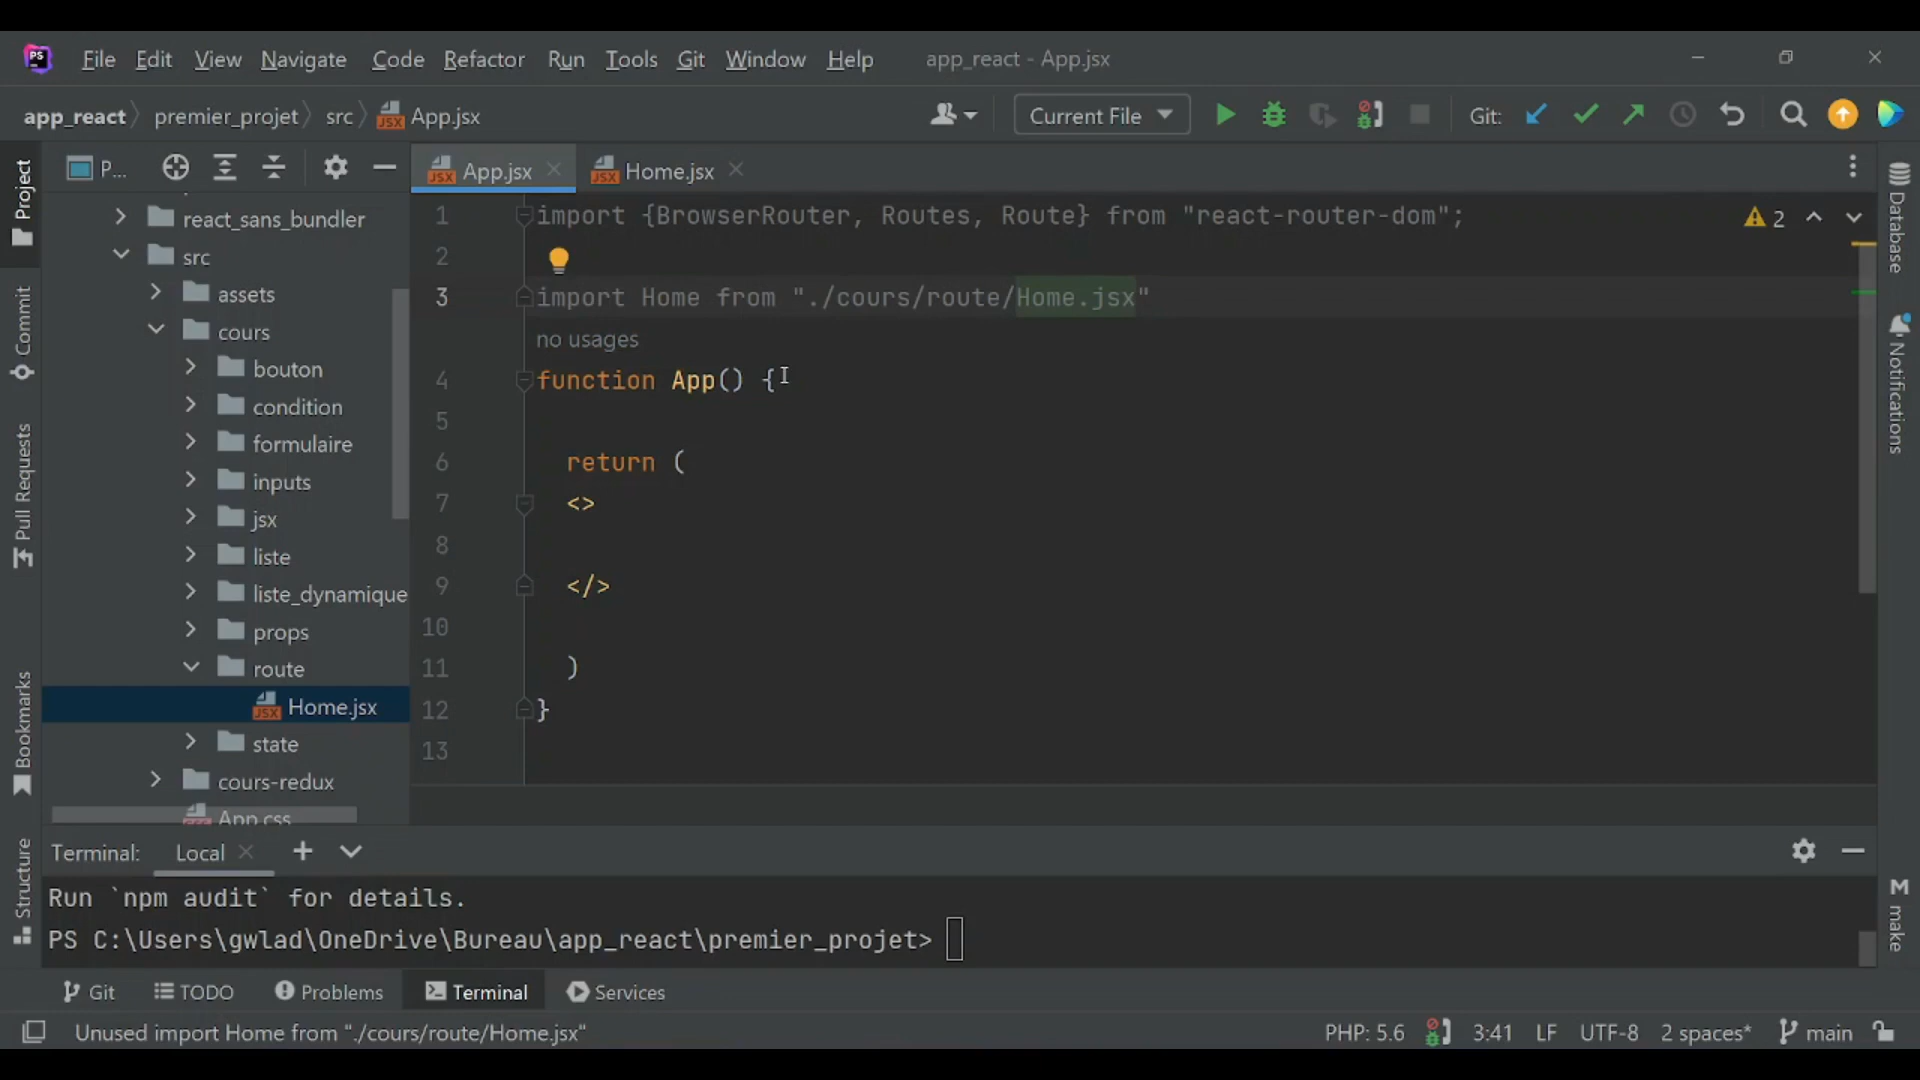 PS File Edit View Navigate Code Refactor Run Tools Git Window Help app_react - App.jsx
app_react premier_projet src App.jsx Current File Git:
P... App.jsx Home.jsx
Project
Commit
Pull Requests
Bookmarks
Structure
react_sans_bundler
src
assets
cours
bouton
condition
formulaire
inputs
jsx
liste
liste_dynamique
props
route
Home.jsx
state
cours-redux
App.css
1 import {BrowserRouter, Routes, Route} from "react-router-dom";
2
3 import Home from "./cours/route/Home.jsx"
no usages
4 function App() {
5
6 return (
7 <>
8
9 </>
10
11 )
12 }
13
2
Database
Notifications
make
Terminal: Local
Run `npm audit` for details.
PS C:\Users\gwlad\OneDrive\Bureau\app_react\premier_projet>
Git TODO Problems Terminal Services
Unused import Home from "./cours/route/Home.jsx" PHP: 5.6 3:41 LF UTF-8 2 spaces* main